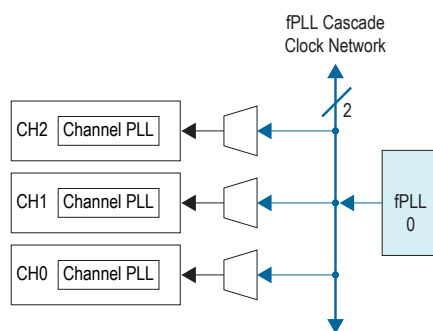 fPLL Cascade
Clock Network
2
CH2 Channel PLL
CH1 Channel PLL
fPLL
0
CH0 Channel PLL